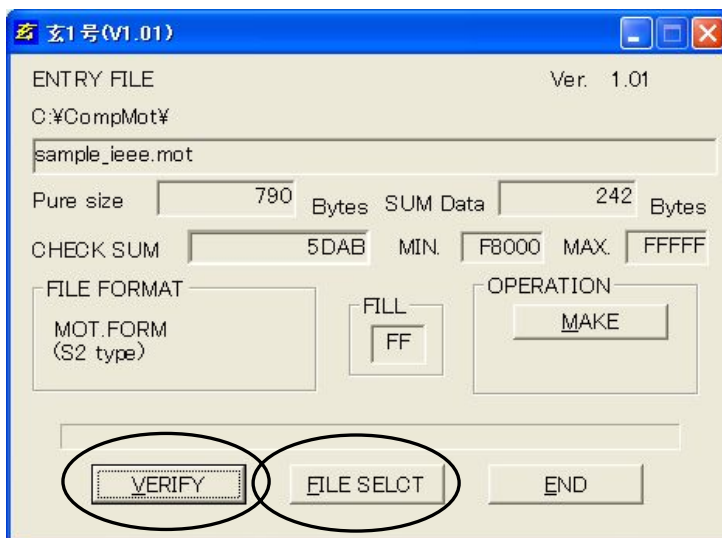 玄 玄1号(V1.01)
ENTRY FILE Ver. 1.01
C:¥CompMot¥
sample_ieee.mot
Pure size 790 Bytes SUM Data 242 Bytes
CHECK SUM 5DAB MIN. F8000 MAX. FFFFF
FILE FORMAT
MOT.FORM
(S2 type)
FILL
FF
OPERATION
MAKE
VERIFY FILE SELCT END